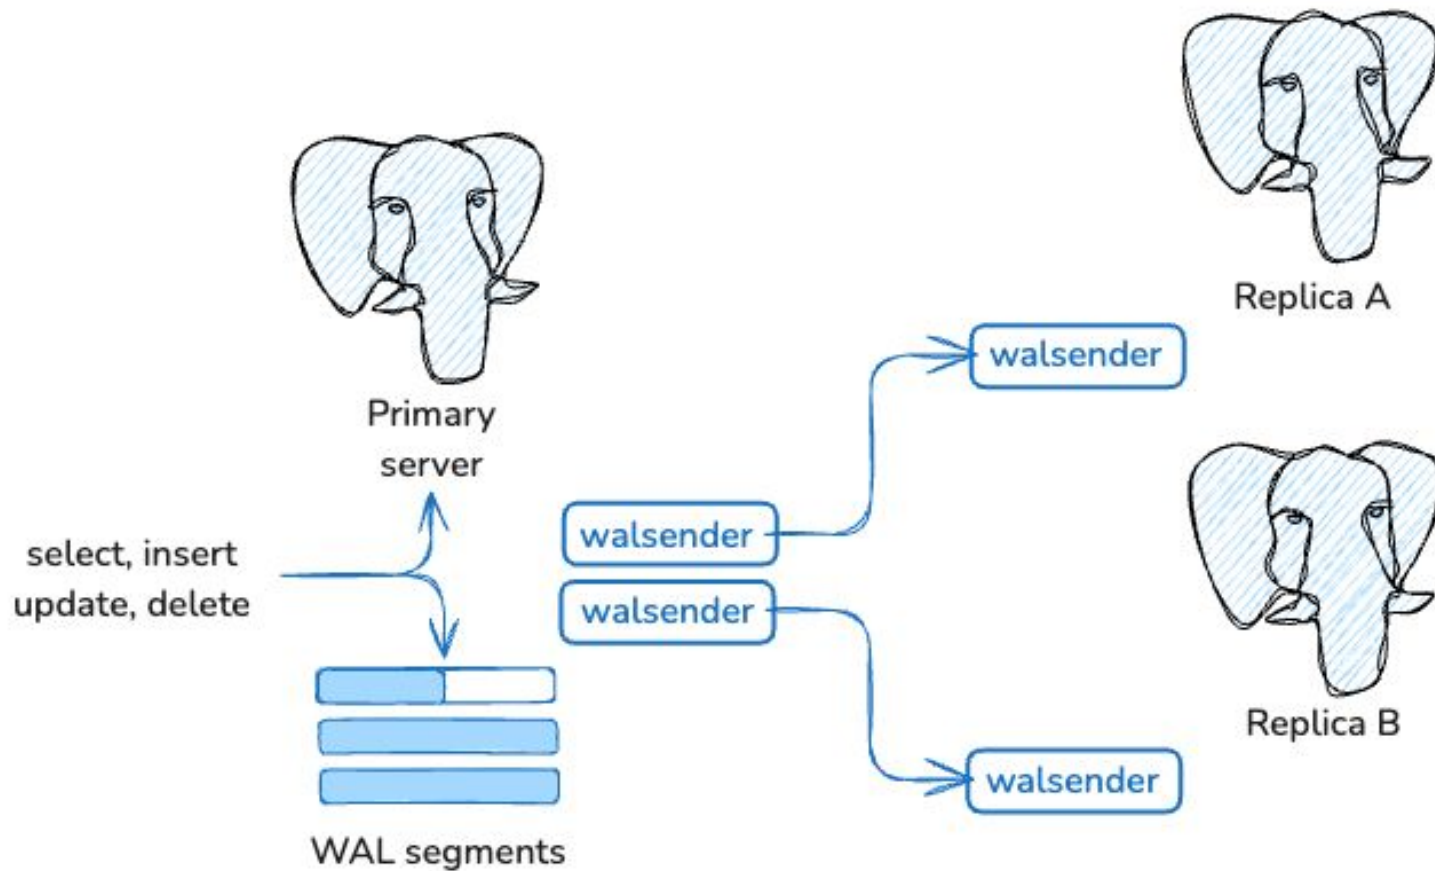 Replica A
walsender
Primary
server
walsender
select, insert
update, delete
walsender
Replica B
walsender
WAL segments